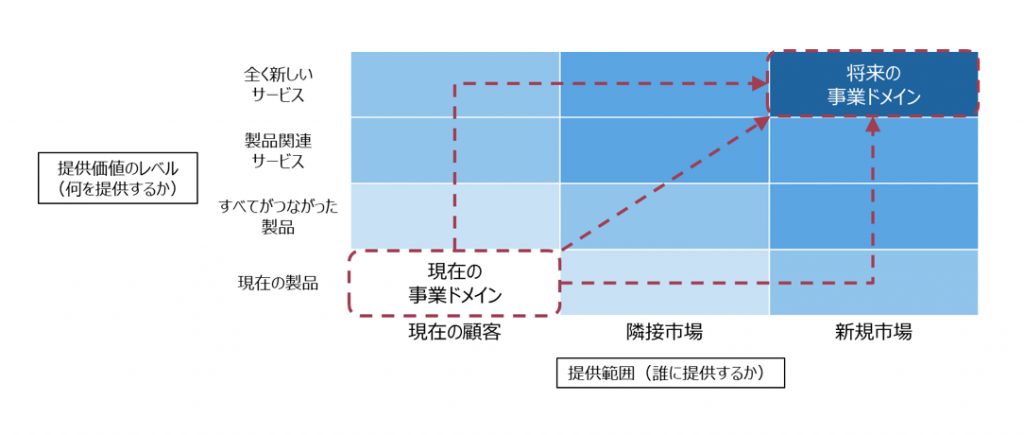 全く新しい
サービス
将来の
事業ドメイン
製品関連
サービス
提供価値のレベル
（何を提供するか）
すべてがつながった
製品
現在の製品
現在の
事業ドメイン
現在の顧客
隣接市場
新規市場
提供範囲（誰に提供するか）